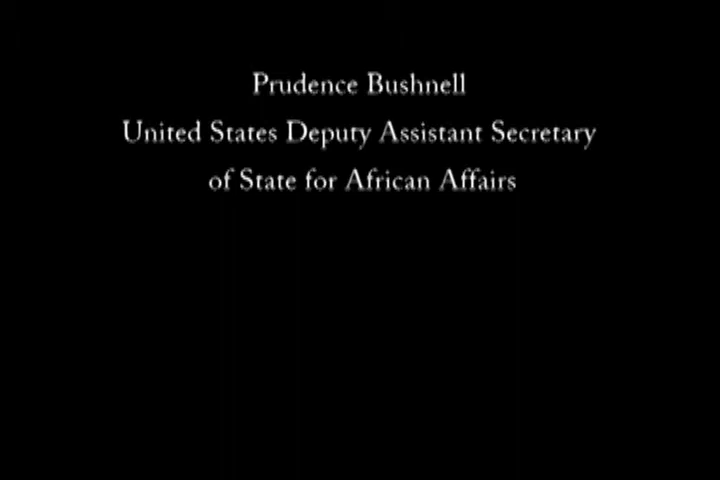 Prudence Bushnell
United States Deputy Assistant Secretary
of State for African Affairs